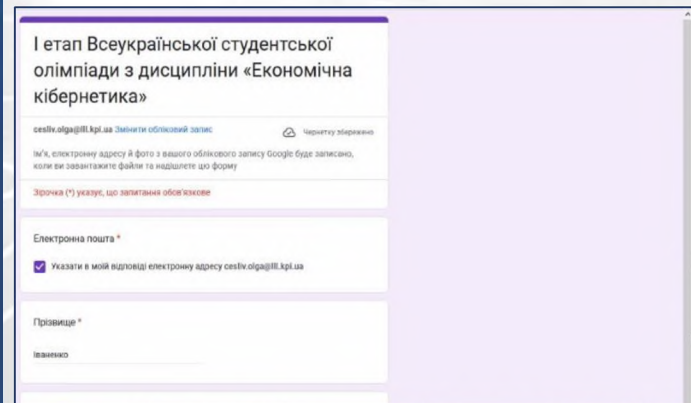 І етап Всеукраїнської студентської
олімпіади з дисципліни «Економічна
кібернетика»
cesliv.olga@lll.kpi.ua Змінити обліковий запис
Чернетку збережено
Ім'я, електронну адресу й фото з вашого облікового запису Google буде записано,
коли ви завантажите файли та надішлете цю форму
Зірочка (*) указує, що запитання обов'язкове
Електронна пошта *
Указати в моїй відповіді електронну адресу cesliv.olga@lll.kpi.ua
Прізвище *
Іваненко